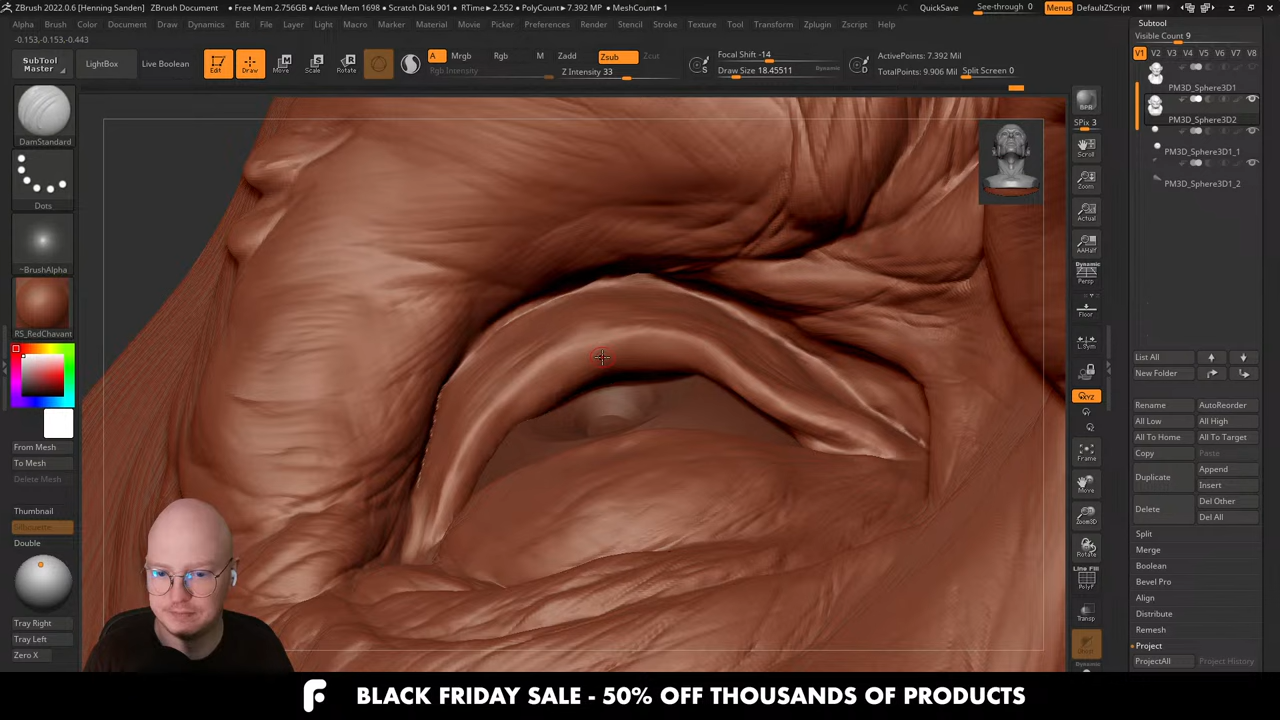 ZBrush 2022.0.6 [Henning Sanden] ZBrush Document • Free Mem 2.756GB • Active Mem 1698 • Scratch Disk 901 • RTime▸2.552 • PolyCount▸7.392 MP • MeshCount▸1 AC QuickSave See-through 0 Menus DefaultZScript
Alpha Brush Color Document Draw Dynamics Edit File Layer Light Macro Marker Material Movie Picker Preferences Render Stencil Stroke Texture Tool Transform Zplugin Zscript Help
-0.153,-0.153,-0.443
SubTool
Master
LightBox
Live Boolean
Edit
Draw
Move
Scale
Rotate
A
Mrgb
Rgb
M
Rgb Intensity
Zadd
Zsub
Zcut
Z Intensity 33
S
Focal Shift -14
Draw Size 18.45511
Dynamic
D
ActivePoints: 7.392 Mil
TotalPoints: 9.906 Mil
Split Screen 0
DamStandard
Dots
~BrushAlpha
RS_RedChavant
From Mesh
To Mesh
Delete Mesh
Thumbnail
Silhouette
Double
Tray Right
Tray Left
Zero X
BPR
SPix 3
Scroll
Zoom
Actual
AAHalf
Dynamic
Persp
Floor
L.Sym
XYZ
Frame
Move
Zoom3D
Rotate
Line Fill
PolyF
Transp
Dynamic
Subtool
Visible Count 9
V1 V2 V3 V4 V5 V6 V7 V8
PM3D_Sphere3D1
PM3D_Sphere3D2
PM3D_Sphere3D1_1
PM3D_Sphere3D1_2
List All
New Folder
Rename AutoReorder
All Low All High
All To Home All To Target
Copy Paste
Duplicate
Append
Insert
Delete
Del Other
Del All
Split
Merge
Boolean
Bevel Pro
Align
Distribute
Remesh
Project
ProjectAll Project History
BLACK FRIDAY SALE - 50% OFF THOUSANDS OF PRODUCTS